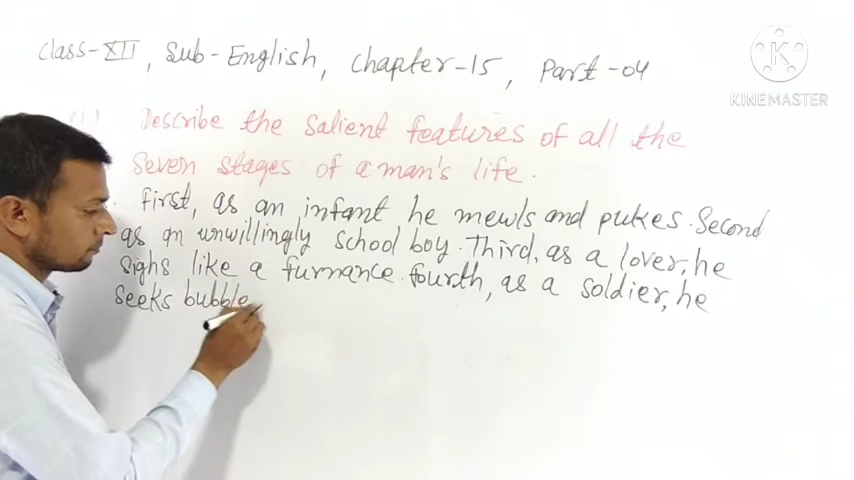 Class-XII, Sub-English, Chapter-15, Part-04
K
KINEMASTER
Describe the salient features of all the
seven stages of a man's life.
First, as an infant he mewls and pukes. Second
as an unwillingly school boy. Third, as a lover, he
sighs like a furnance. fourth, as a soldier, he
seeks bubble